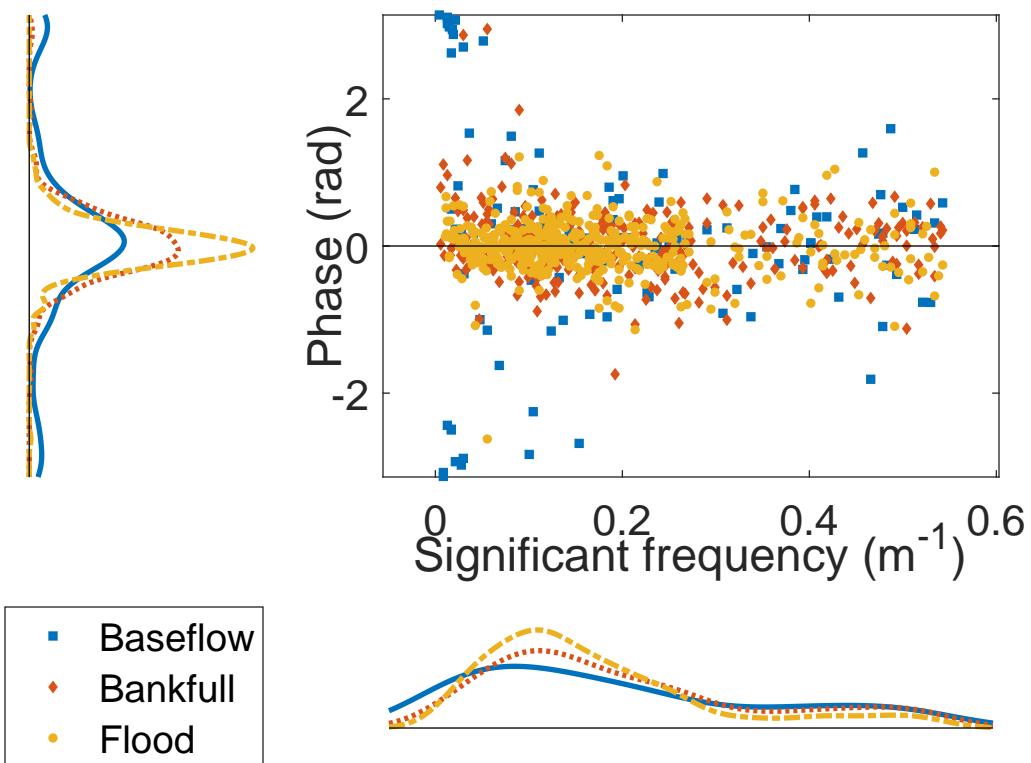 2
0
-2
Phase (rad)
0
0.2
0.4
0.6
Significant frequency (m⁻¹)
Baseflow
Bankfull
Flood